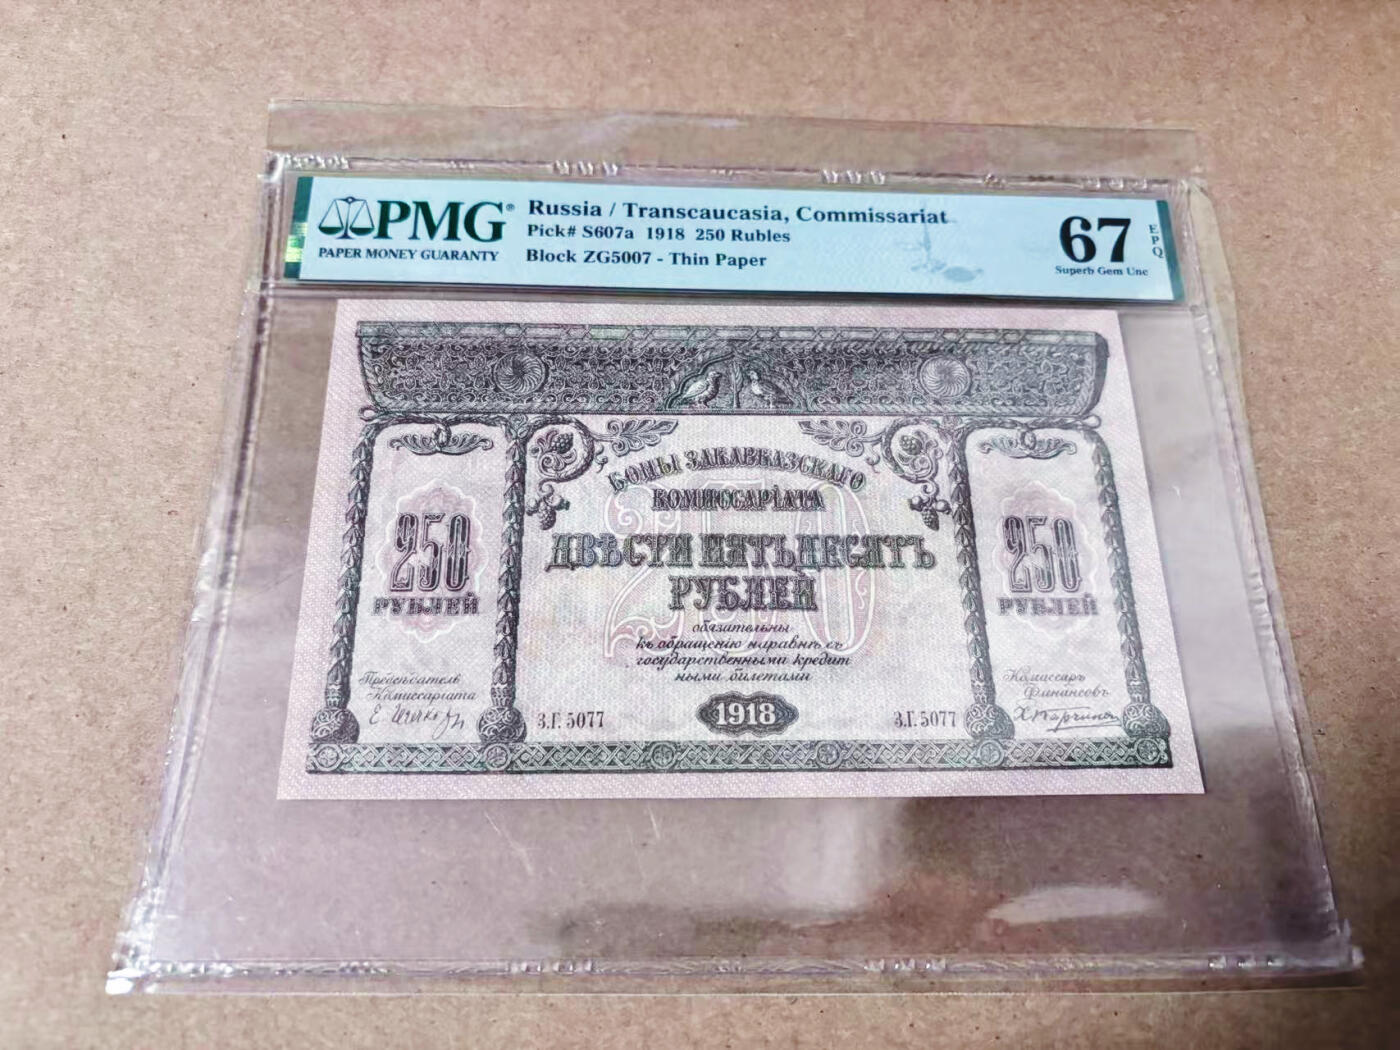 PMG®
PAPER MONEY GUARANTY
Russia / Transcaucasia, Commissariat
Pick# S607a 1918 250 Rubles
Block ZG5007 - Thin Paper
67
EPQ
Superb Gem Unc
БОНЫ ЗАКАВКАЗСКАГО
КОМИССАРІАТА
250
РУБЛЕЙ
250
ДВѢСТИ ПЯТЬДЕСЯТЪ
РУБЛЕЙ
250
РУБЛЕЙ
обязательны
къ обращенію наравнѣ съ
государственными кредит
ными билетами
Предсѣдатель
Комиссаріата
Комиссаръ
Финансовъ
З.Г. 5077
1918
З.Г. 5077